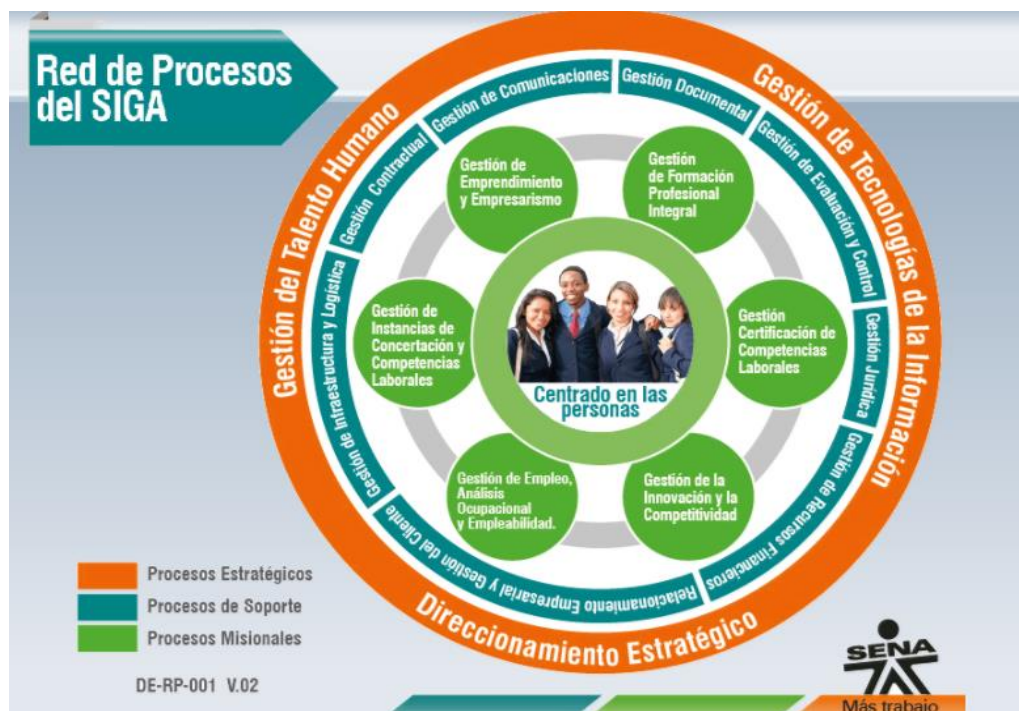 Red de Procesos
del SIGA
Gestión del Talento Humano
Gestión de Tecnologías de la Información
Direccionamiento Estratégico
Gestión de Comunicaciones
Gestión Documental
Gestión de Evaluación y Control
Gestión Jurídica
Gestión de Recursos Financieros
Relacionamiento Empresarial y Gestión del Cliente
Gestión de Infraestructura y Logística
Gestión Contractual
Gestión de
Emprendimiento
y Empresarismo
Gestión
de Formación
Profesional
Integral
Gestión de
Instancias de
Concertación y
Competencias
Laborales
Gestión
Certificación de
Competencias
Laborales
Centrado en las
personas
Gestión de Empleo,
Análisis
Ocupacional
y Empleabilidad.
Gestión de la
Innovación y la
Competitividad
Procesos Estratégicos
Procesos de Soporte
Procesos Misionales
DE-RP-001 V.02
SENA
Más trabajo